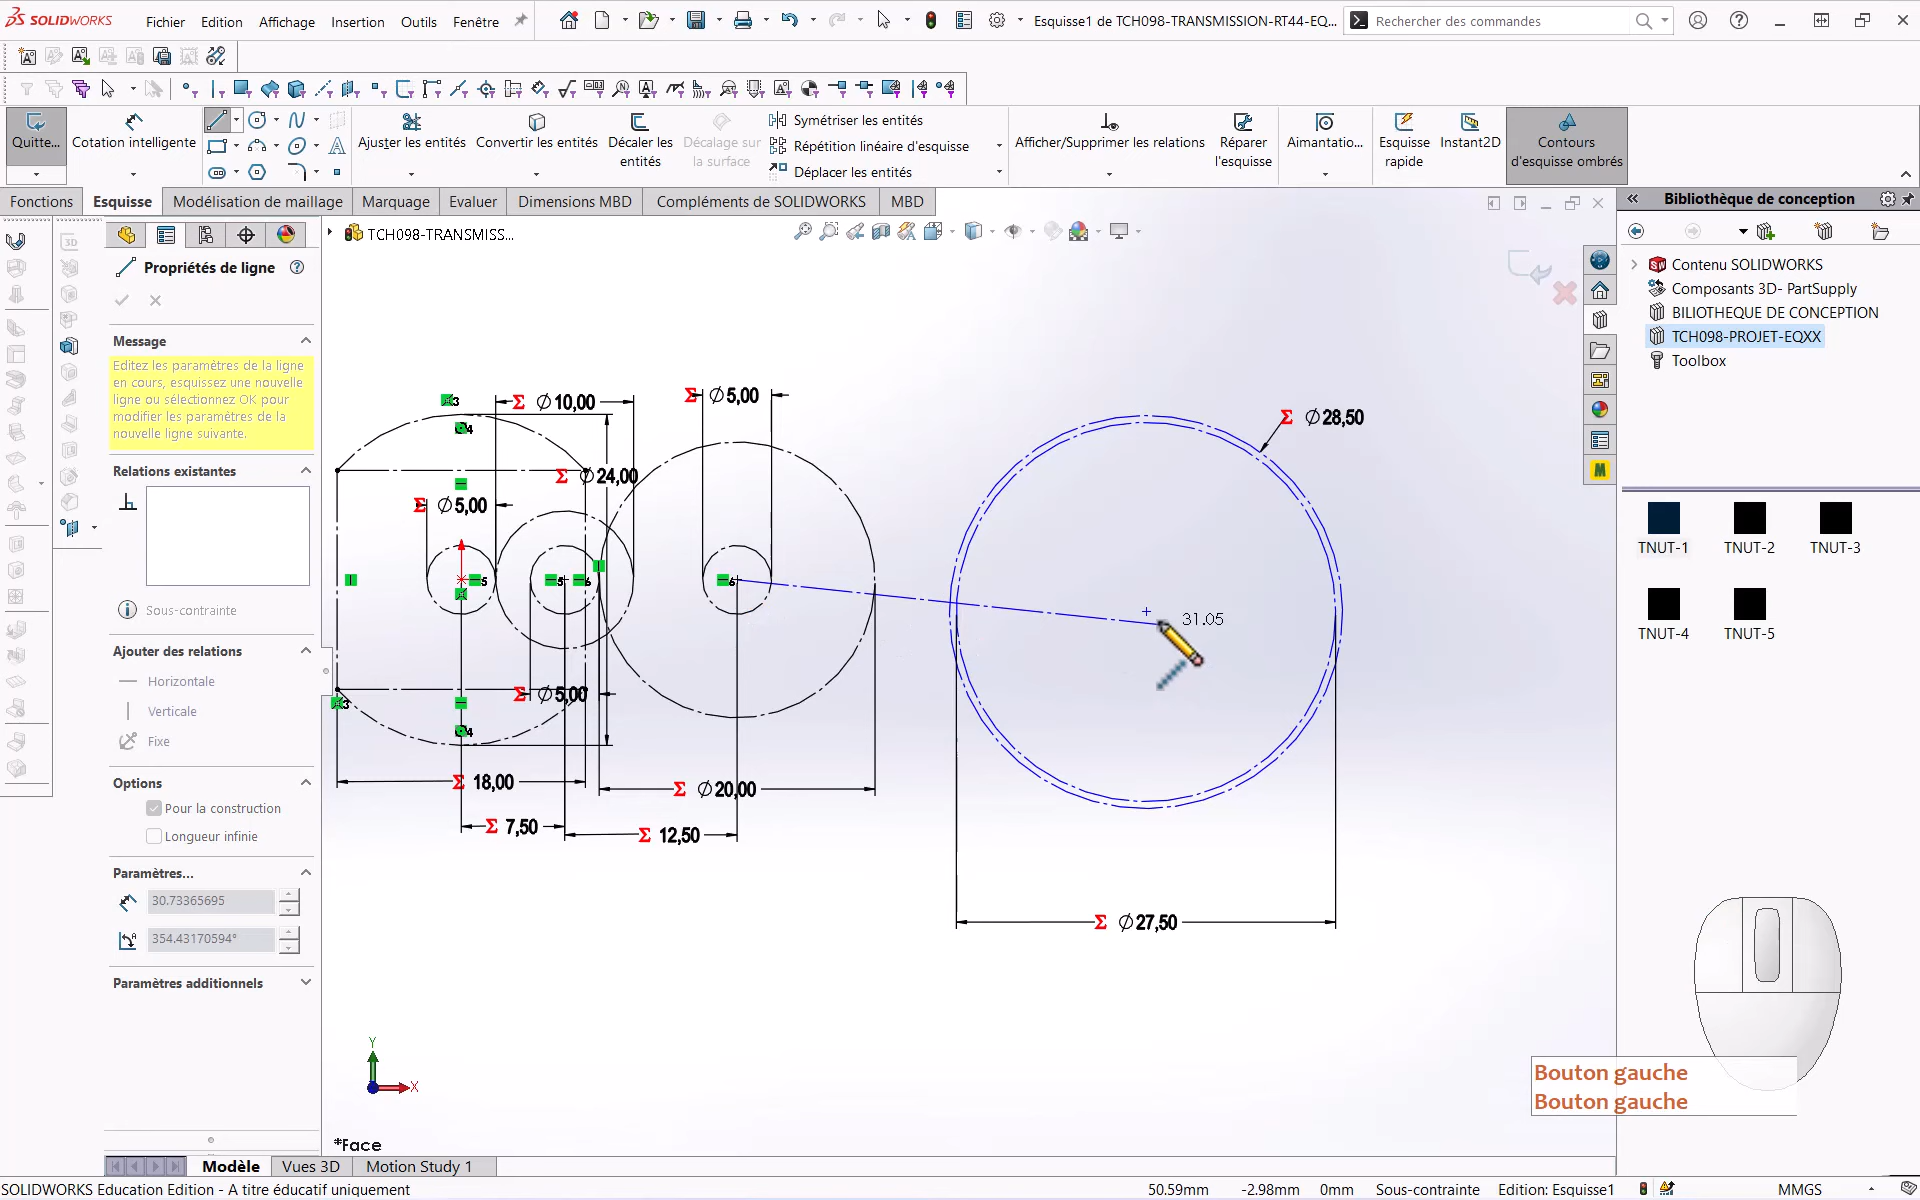 SOLIDWORKS
Fichier Edition Affichage Insertion Outils Fenêtre
Esquisse1 de TCH098-TRANSMISSION-RT44-EQ...
Rechercher des commandes
Quitte...
Cotation intelligente
Ajuster les entités
Convertir les entités
Décaler les entités
Décalage sur la surface
Symétriser les entités
Répétition linéaire d'esquisse
Déplacer les entités
Afficher/Supprimer les relations
Réparer l'esquisse
Aimantatio...
Esquisse rapide
Instant2D
Contours d'esquisse ombrés
Fonctions Esquisse Modélisation de maillage Marquage Evaluer Dimensions MBD Compléments de SOLIDWORKS MBD
TCH098-TRANSMISS...
Propriétés de ligne
Message
Editez les paramètres de la ligne
en cours, esquissez une nouvelle
ligne ou sélectionnez OK pour
modifier les paramètres de la
nouvelle ligne suivante.
Relations existantes
Sous-contrainte
Ajouter des relations
Horizontale
Verticale
Fixe
Options
Pour la construction
Longueur infinie
Paramètres...
30.73365695
354.43170594°
Paramètres additionnels
Σ ∅10,00
Σ ∅5,00
Σ ∅28,50
Σ ∅24,00
Σ ∅5,00
31.05
Σ ∅5,00
Σ 18,00
Σ ∅20,00
Σ 7,50
Σ 12,50
Σ ∅27,50
Y
X
*Face
Bibliothèque de conception
Contenu SOLIDWORKS
Composants 3D- PartSupply
BILIOTHEQUE DE CONCEPTION
TCH098-PROJET-EQXX
Toolbox
TNUT-1 TNUT-2 TNUT-3
TNUT-4 TNUT-5
Bouton gauche
Bouton gauche
Modèle Vues 3D Motion Study 1
SOLIDWORKS Education Edition - A titre éducatif uniquement
50.59mm -2.98mm 0mm Sous-contrainte Edition: Esquisse1 MMGS